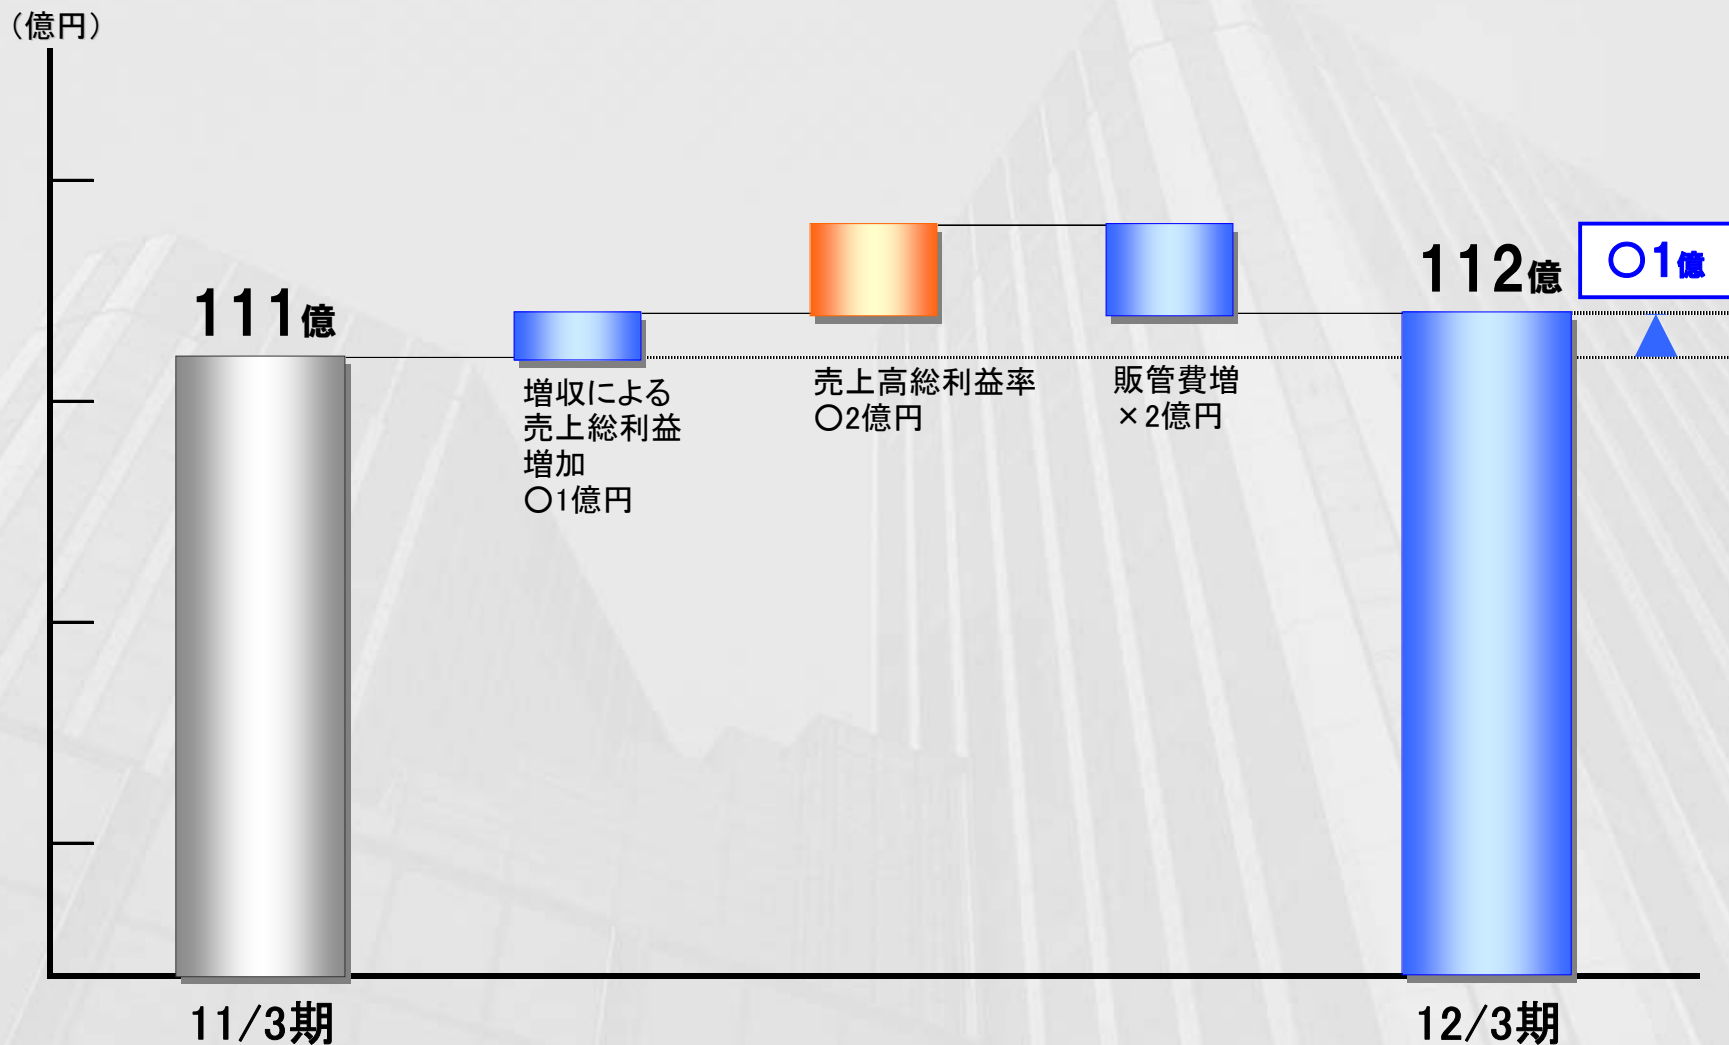 （億円）
111億
増収による
売上総利益
増加
○1億円
売上高総利益率
○2億円
販管費増
×2億円
112億
○1億
11/3期
12/3期